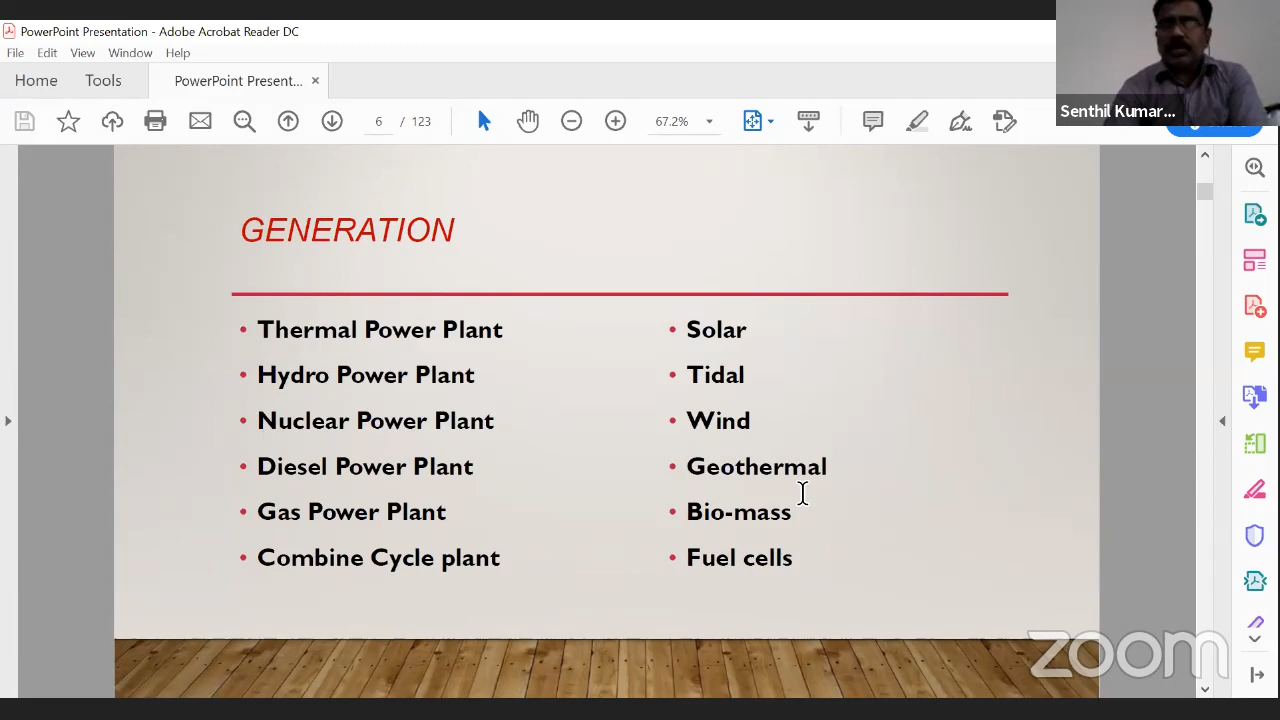 PowerPoint Presentation - Adobe Acrobat Reader DC
File Edit View Window Help
Home Tools PowerPoint Present... ×
6 / 123 67.2%
Senthil Kumar...
GENERATION
• Thermal Power Plant
• Hydro Power Plant
• Nuclear Power Plant
• Diesel Power Plant
• Gas Power Plant
• Combine Cycle plant
• Solar
• Tidal
• Wind
• Geothermal
• Bio-mass
• Fuel cells
zoom